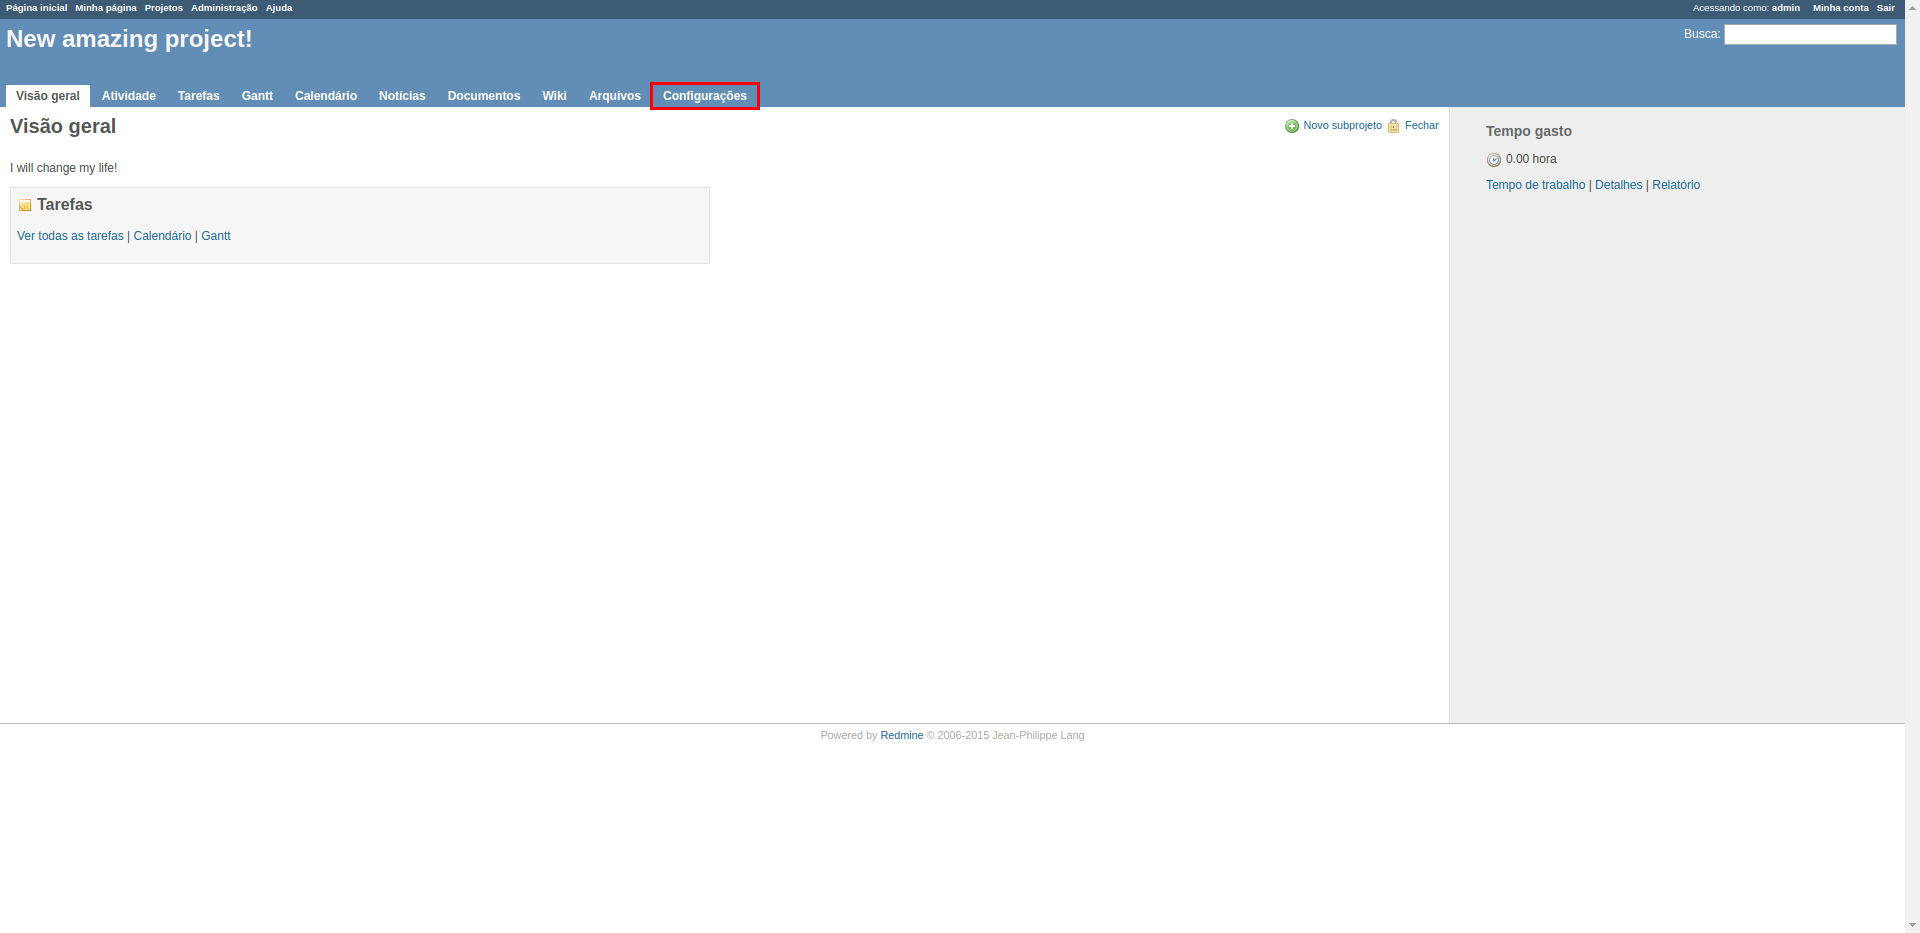 Página inicial Minha página Projetos Administração Ajuda
Acessando como: admin Minha conta Sair
New amazing project!
Busca:
Visão geral Atividade Tarefas Gantt Calendário Notícias Documentos Wiki Arquivos Configurações
Visão geral
Novo subprojeto Fechar
I will change my life!
Tarefas
Ver todas as tarefas | Calendário | Gantt
Tempo gasto
0.00 hora
Tempo de trabalho | Detalhes | Relatório
Powered by Redmine © 2006-2015 Jean-Philippe Lang